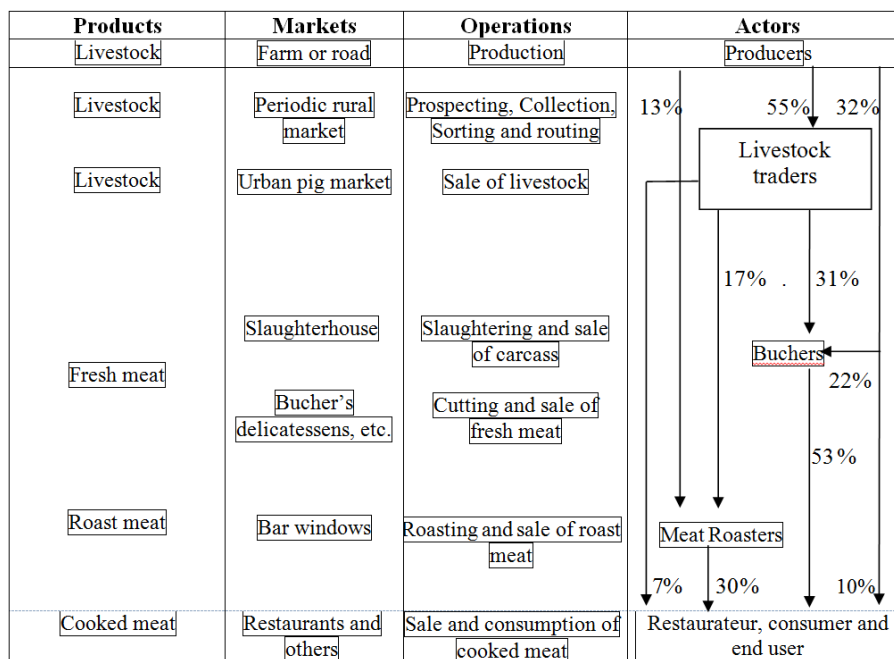 Products Markets Operations Actors
Livestock Farm or road Production Producers
Livestock Periodic rural Prospecting, Collection, 13% 55% 32%
market Sorting and routing
Livestock
traders
Livestock Urban pig market Sale of livestock
17% . 31%
Slaughterhouse Slaughtering and sale
of carcass
Buchers
Fresh meat
22%
Bucher’s Cutting and sale of
delicatessens, etc. fresh meat
53%
Roast meat Bar windows Roasting and sale of roast Meat Roasters
meat
7% 30% 10%
Cooked meat Restaurants and Sale and consumption of Restaurateur, consumer and
others cooked meat end user